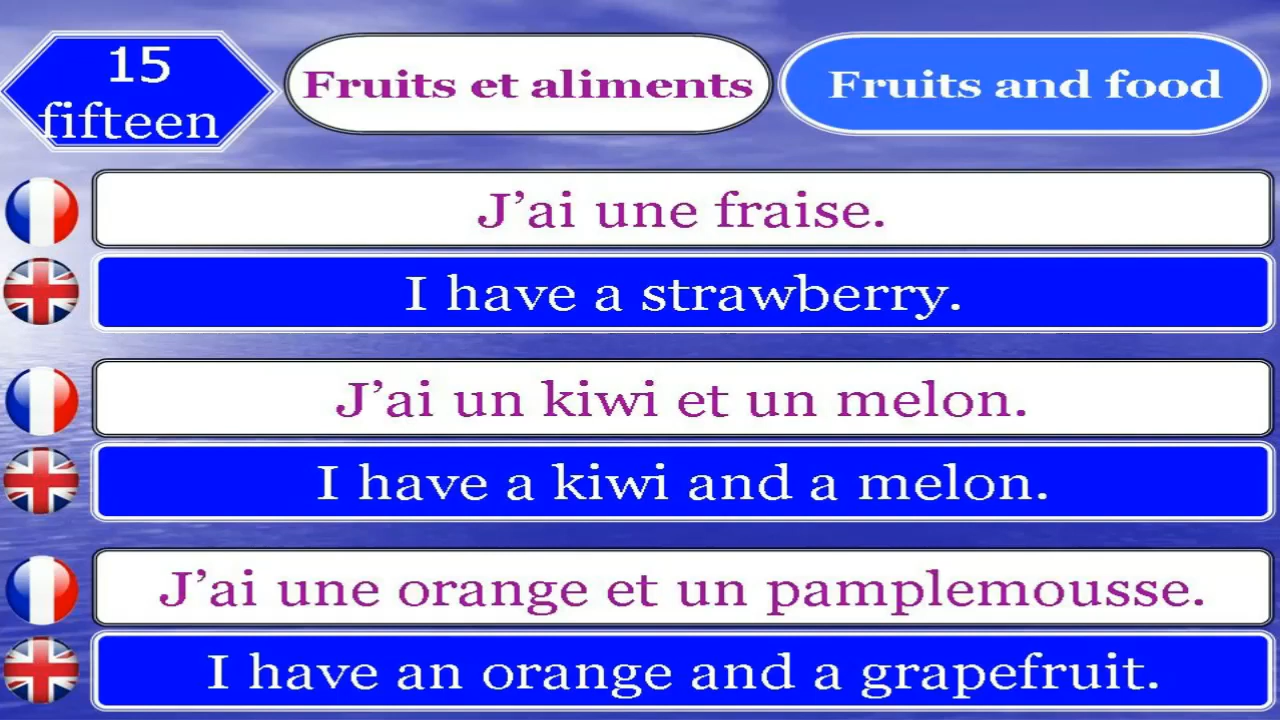 15
fifteen
Fruits et aliments
Fruits and food
J’ai une fraise.
I have a strawberry.
J’ai un kiwi et un melon.
I have a kiwi and a melon.
J’ai une orange et un pamplemousse.
I have an orange and a grapefruit.